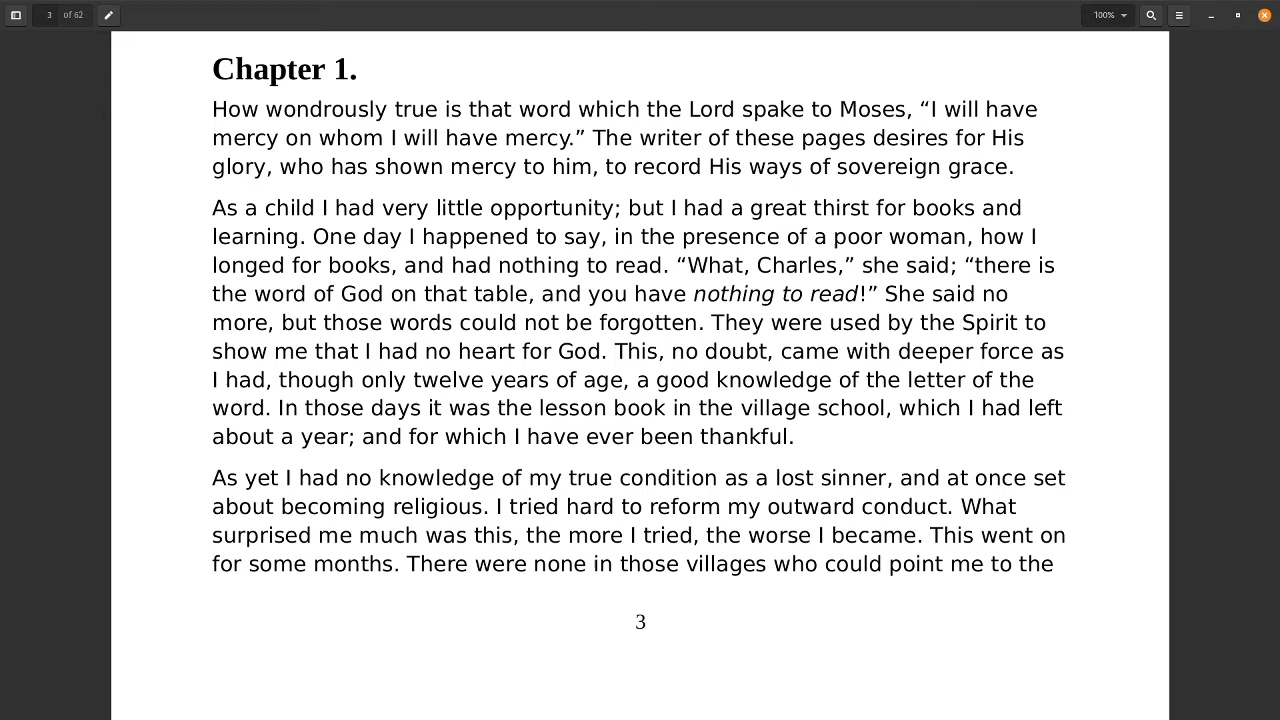 3 of 62
100%
Chapter 1.
How wondrously true is that word which the Lord spake to Moses, “I will have
mercy on whom I will have mercy.” The writer of these pages desires for His
glory, who has shown mercy to him, to record His ways of sovereign grace.
As a child I had very little opportunity; but I had a great thirst for books and
learning. One day I happened to say, in the presence of a poor woman, how I
longed for books, and had nothing to read. “What, Charles,” she said; “there is
the word of God on that table, and you have nothing to read!” She said no
more, but those words could not be forgotten. They were used by the Spirit to
show me that I had no heart for God. This, no doubt, came with deeper force as
I had, though only twelve years of age, a good knowledge of the letter of the
word. In those days it was the lesson book in the village school, which I had left
about a year; and for which I have ever been thankful.
As yet I had no knowledge of my true condition as a lost sinner, and at once set
about becoming religious. I tried hard to reform my outward conduct. What
surprised me much was this, the more I tried, the worse I became. This went on
for some months. There were none in those villages who could point me to the
3